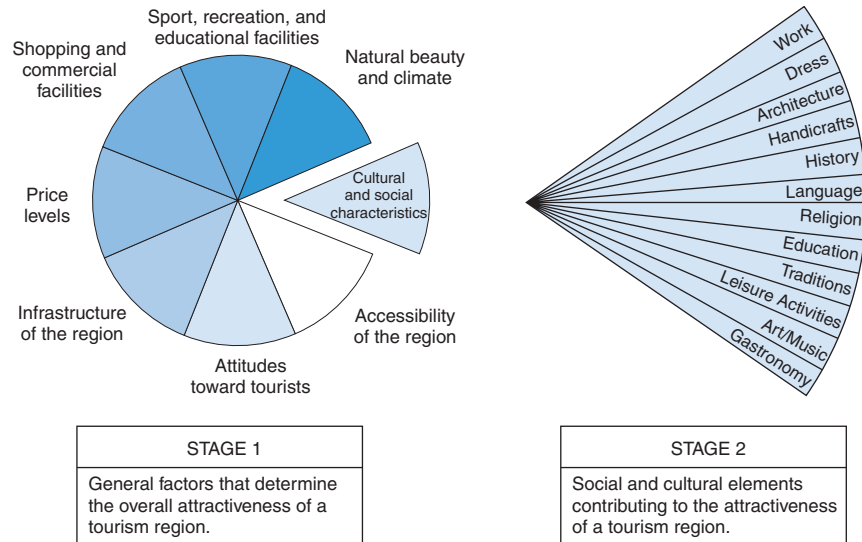 Sport, recreation, and
educational facilities
Shopping and
commercial
facilities
Natural beauty
and climate
Cultural
and social
characteristics
Price
levels
Infrastructure
of the region
Attitudes
toward tourists
Accessibility
of the region
Work
Dress
Architecture
Handicrafts
History
Language
Religion
Education
Traditions
Leisure Activities
Art/Music
Gastronomy
STAGE 1
General factors that determine
the overall attractiveness of a
tourism region.
STAGE 2
Social and cultural elements
contributing to the attractiveness
of a tourism region.